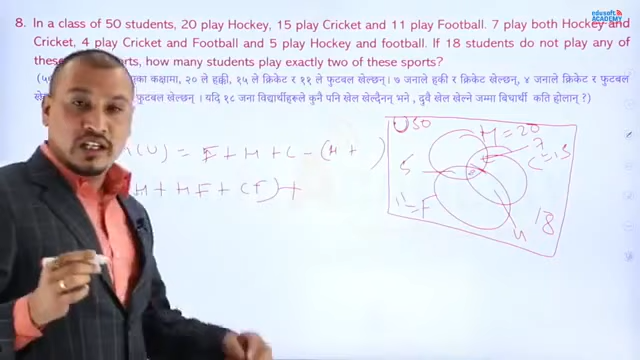 edusoft
ACADEMY
8. In a class of 50 students, 20 play Hockey, 15 play Cricket and 11 play Football. 7 play both Hockey and
Cricket, 4 play Cricket and Football and 5 play Hockey and football. If 18 students do not play any of
these sports, how many students play exactly two of these sports?
कक्षामा, २० ले हकी, १५ ले क्रिकेट र ११ ले फुटबल खेल्छन्। ७ जनाले हकी र क्रिकेट खेल्छन्, ४ जनाले क्रिकेट र फुटबल
फुटबल खेल्छन् । यदि १८ जना विद्यार्थीहरूले कुनै पनि खेल खेल्दैनन् भने , दुवै खेल खेल्ने जम्मा बिधार्थी कति होलान् ?)
(U) = F + H + C - (H +
H + HF + CF) +
U 50
H = 20
7
C = 15
5
11 = F
4
18